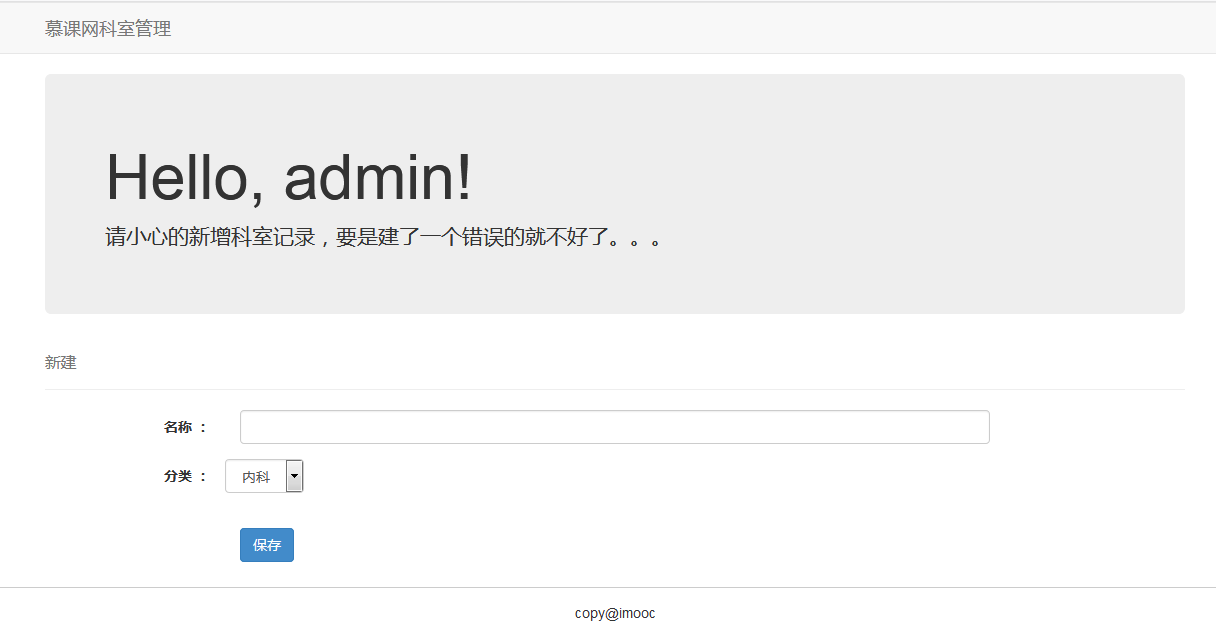 慕课网科室管理
Hello, admin!
请小心的新增科室记录，要是建了一个错误的就不好了。。。
新建
名称 ：
分类 ： 内科
保存
copy@imooc